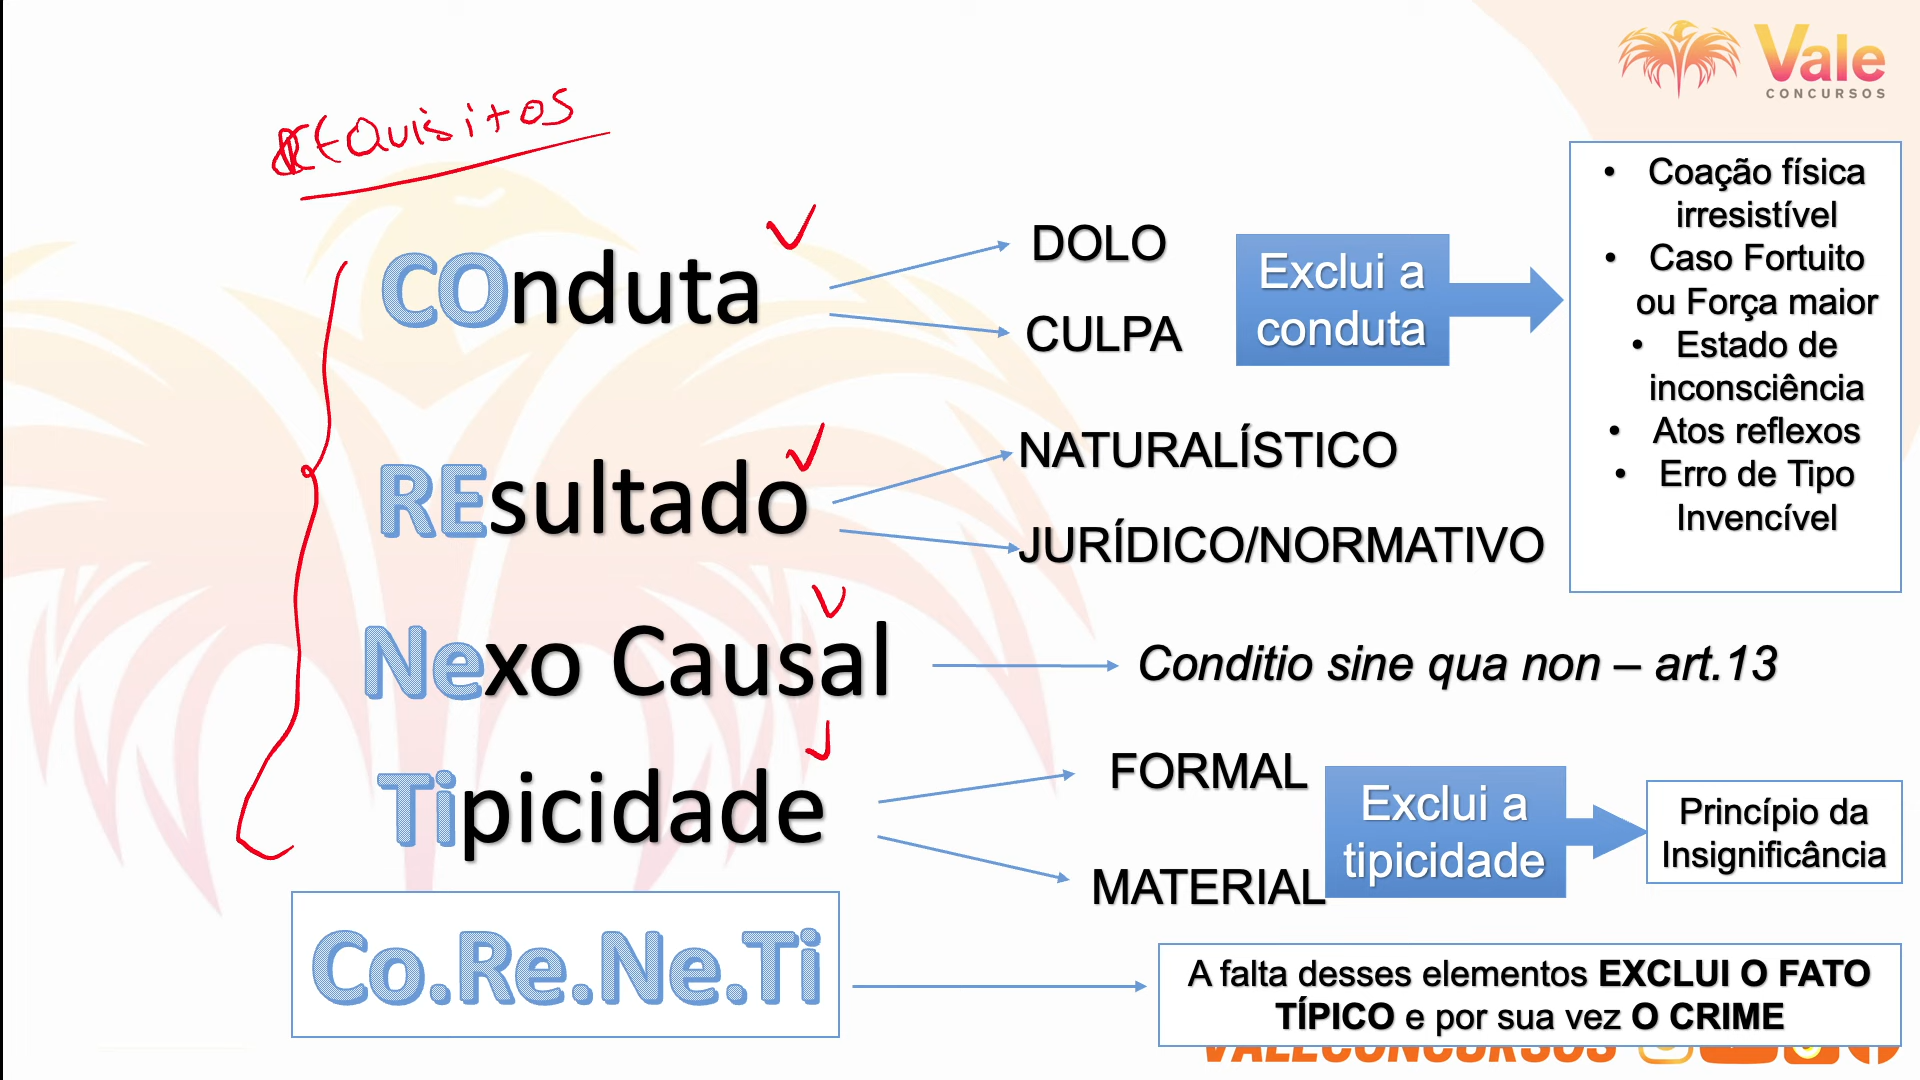 Vale
CONCURSOS
REQUISITOS
COnduta
DOLO
CULPA
Exclui a
conduta
• Coação física
irresistível
• Caso Fortuito
ou Força maior
• Estado de
inconsciência
• Atos reflexos
• Erro de Tipo
Invencível
REsultado
NATURALÍSTICO
JURÍDICO/NORMATIVO
Nexo Causal
Conditio sine qua non – art.13
Tipicidade
FORMAL
MATERIAL
Exclui a
tipicidade
Princípio da
Insignificância
Co.Re.Ne.Ti
A falta desses elementos EXCLUI O FATO
TÍPICO e por sua vez O CRIME
VALECONCURSOS